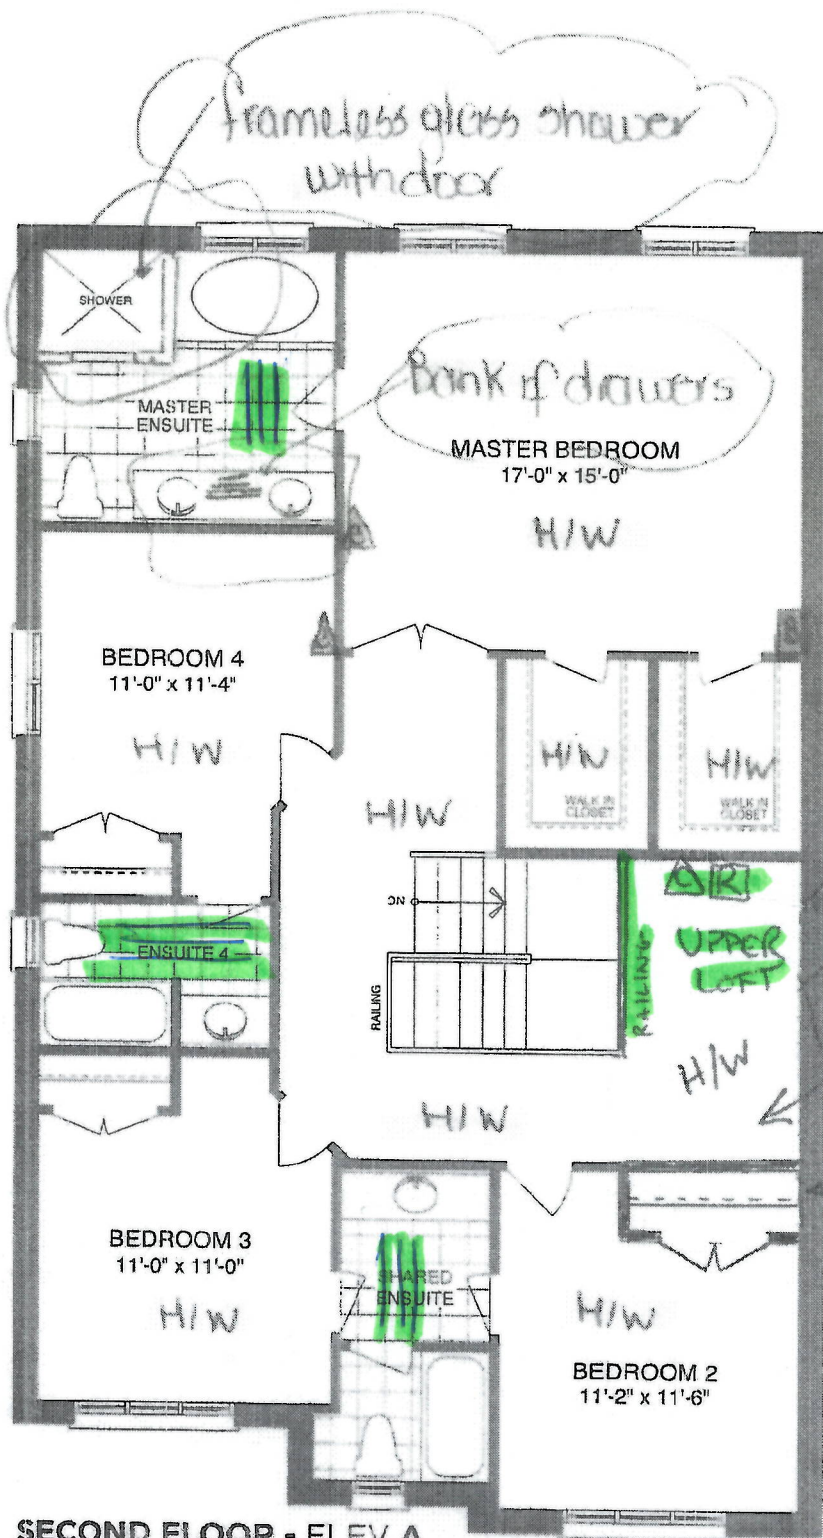 frameless glass shower
with door
SHOWER
MASTER
ENSUITE
Bank of drawers
MASTER BEDROOM
17'-0" x 15'-0"
H/W
BEDROOM 4
11'-0" x 11'-4"
H/W
H/W
WALK IN
CLOSET
H/W
WALK IN
CLOSET
H/W
C R
UPPER
LOFT
RAILING
H/W
ENSUITE 4
DN
RAILING
H/W
BEDROOM 3
11'-0" x 11'-0"
H/W
SHARED
ENSUITE
H/W
BEDROOM 2
11'-2" x 11'-6"
SECOND FLOOR - ELEV A